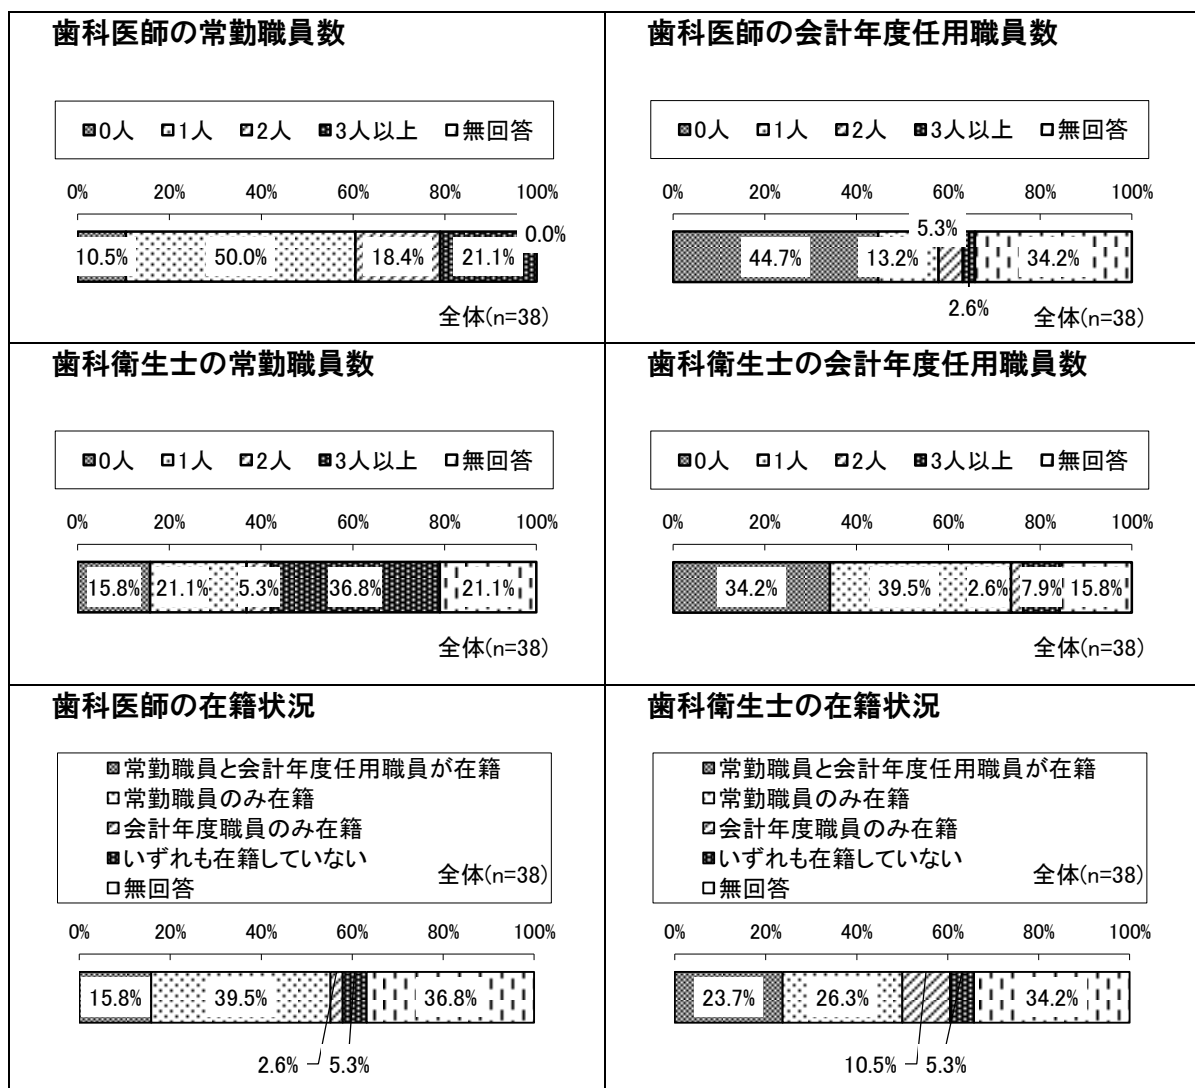 歯科医師の常勤職員数
0人 1人 2人 3人以上 無回答
0% 20% 40% 60% 80% 100%
10.5% 50.0% 18.4% 21.1% 0.0%
全体(n=38)
歯科医師の会計年度任用職員数
0人 1人 2人 3人以上 無回答
0% 20% 40% 60% 80% 100%
5.3%
44.7% 13.2% 34.2%
2.6%
全体(n=38)
歯科衛生士の常勤職員数
0人 1人 2人 3人以上 無回答
0% 20% 40% 60% 80% 100%
15.8% 21.1% 5.3% 36.8% 21.1%
全体(n=38)
歯科衛生士の会計年度任用職員数
0人 1人 2人 3人以上 無回答
0% 20% 40% 60% 80% 100%
34.2% 39.5% 2.6% 7.9% 15.8%
全体(n=38)
歯科医師の在籍状況
常勤職員と会計年度任用職員が在籍
常勤職員のみ在籍
会計年度職員のみ在籍
いずれも在籍していない
全体(n=38)
無回答
0% 20% 40% 60% 80% 100%
15.8% 39.5% 36.8%
2.6% 5.3%
歯科衛生士の在籍状況
常勤職員と会計年度任用職員が在籍
常勤職員のみ在籍
会計年度職員のみ在籍
いずれも在籍していない
全体(n=38)
無回答
0% 20% 40% 60% 80% 100%
23.7% 26.3% 34.2%
10.5% 5.3%